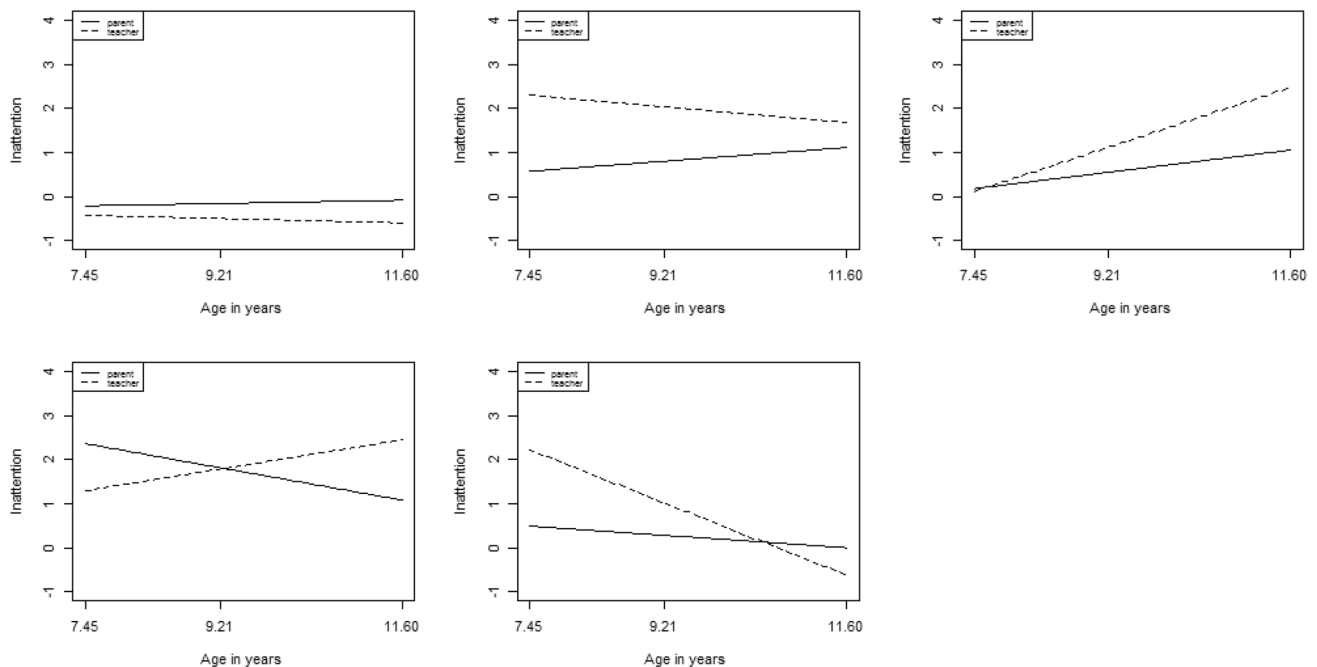 parent
teacher
4
3
2
1
0
-1
Inattention
7.45 9.21 11.60
Age in years
parent
teacher
4
3
2
1
0
-1
Inattention
7.45 9.21 11.60
Age in years
parent
teacher
4
3
2
1
0
-1
Inattention
7.45 9.21 11.60
Age in years
parent
teacher
4
3
2
1
0
-1
Inattention
7.45 9.21 11.60
Age in years
parent
teacher
4
3
2
1
0
-1
Inattention
7.45 9.21 11.60
Age in years